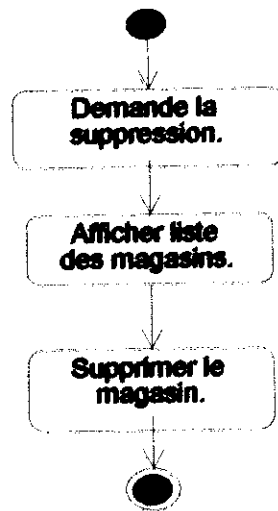 Demande la
suppression.
Afficher liste
des magasins.
Supprimer le
magasin.